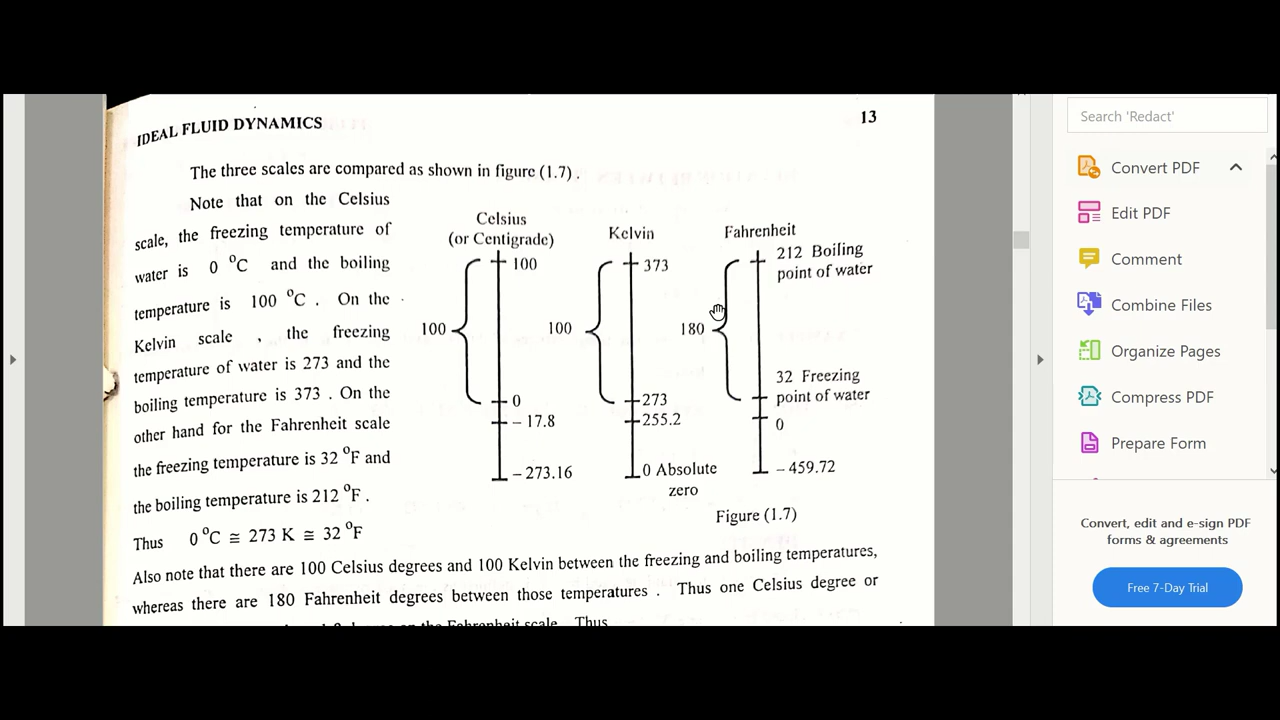 IDEAL FLUID DYNAMICS
13
The three scales are compared as shown in figure (1.7) .
Note that on the Celsius
scale, the freezing temperature of
water is 0 °C and the boiling
temperature is 100 °C . On the
Kelvin scale , the freezing
temperature of water is 273 and the
boiling temperature is 373 . On the
other hand for the Fahrenheit scale
the freezing temperature is 32 °F and
the boiling temperature is 212 °F .
Thus 0 °C ≅ 273 K ≅ 32 °F
Celsius
(or Centigrade)
100
100
0
– 17.8
– 273.16
Kelvin
373
100
273
255.2
0 Absolute
zero
Fahrenheit
212 Boiling
point of water
180
32 Freezing
point of water
0
– 459.72
Figure (1.7)
Also note that there are 100 Celsius degrees and 100 Kelvin between the freezing and boiling temperatures,
whereas there are 180 Fahrenheit degrees between those temperatures . Thus one Celsius degree or
on the Fahrenheit scale. Thus
Search 'Redact'
Convert PDF
Edit PDF
Comment
Combine Files
Organize Pages
Compress PDF
Prepare Form
Convert, edit and e-sign PDF
forms & agreements
Free 7-Day Trial